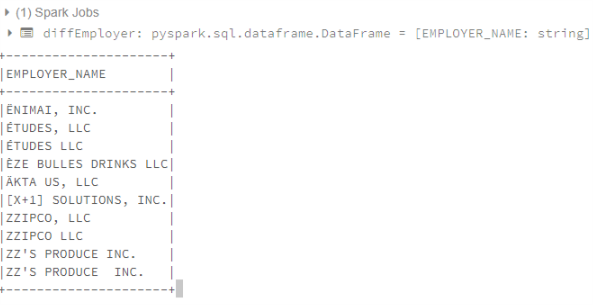 (1) Spark Jobs
diffEmployer: pyspark.sql.dataframe.DataFrame = [EMPLOYER_NAME: string]
+---------------------+
|EMPLOYER_NAME        |
+---------------------+
|ËNIMAI, INC.         |
|ÉTUDES, LLC          |
|ÉTUDES LLC           |
|ÈZE BULLES DRINKS LLC|
|ÄKTA US, LLC         |
|[X+1] SOLUTIONS, INC.|
|ZZIPCO, LLC          |
|ZZIPCO LLC           |
|ZZ'S PRODUCE INC.    |
|ZZ'S PRODUCE  INC.   |
+---------------------+